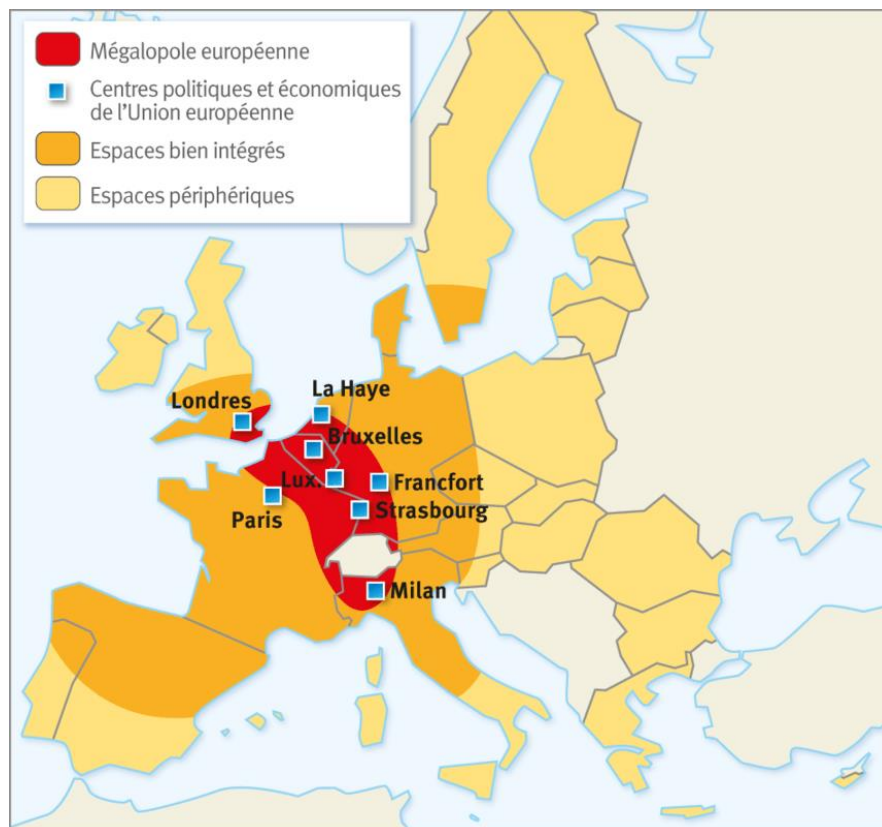 Mégalopole européenne
Centres politiques et économiques
de l'Union européenne
Espaces bien intégrés
Espaces périphériques
La Haye
Londres
Bruxelles
Lux.
Francfort
Strasbourg
Paris
Milan